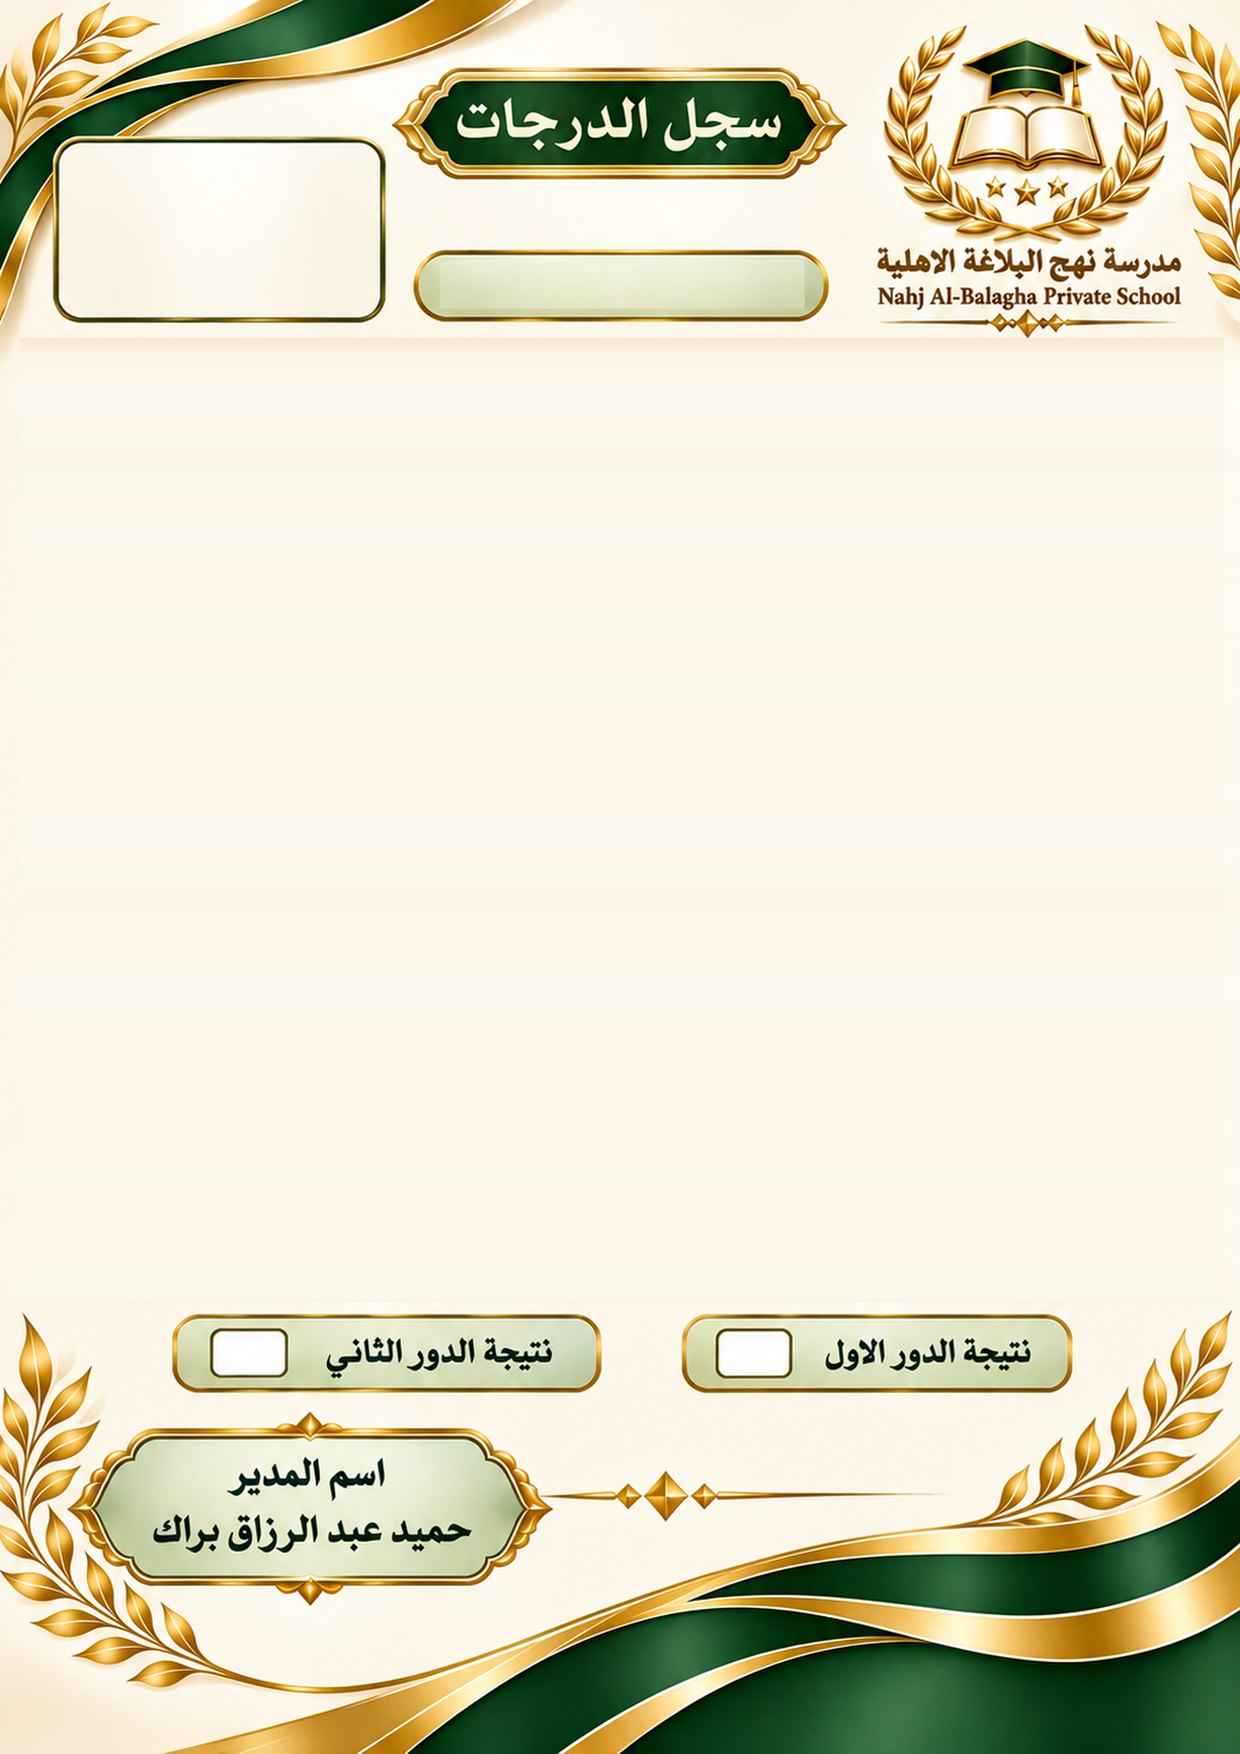 سجل الدرجات
مدرسة نهج البلاغة الاهلية
Nahj Al-Balagha Private School
نتيجة الدور الاول
نتيجة الدور الثاني
اسم المدير
حميد عبد الرزاق براك